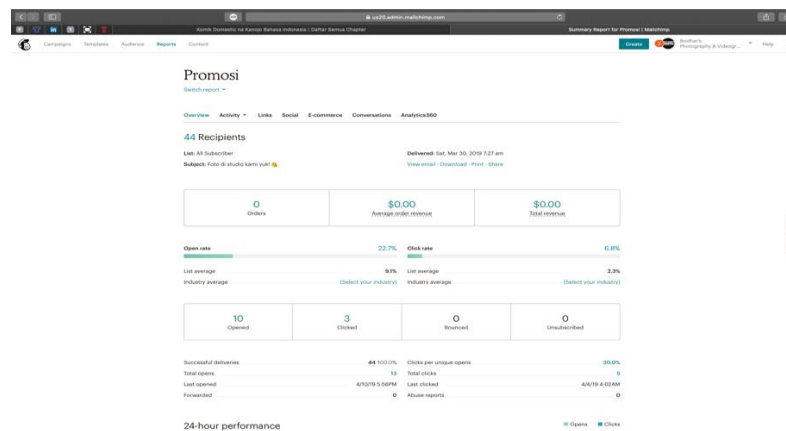 us20.admin.mailchimp.com
Komik Domestic na Kanojo Bahasa Indonesia | Daftar Semua Chapter
Summary Report for Promosi | Mailchimp
Campaigns Templates Audience Reports Content
Create
Brother's
Photography & Videogr...
Help
Promosi
Switch report
Overview Activity Links Social E-commerce Conversations Analytics360
44 Recipients
List: All Subscriber
Delivered: Sat, Mar 30, 2019 7:27 am
Subject: Foto di studio kami yuk!
View email · Download · Print · Share
0 $0.00 $0.00
Orders Average order revenue Total revenue
Open rate 22.7% Click rate 6.8%
List average 9.1% List average 2.3%
Industry average (Select your industry) Industry average (Select your industry)
10 3 0 0
Opened Clicked Bounced Unsubscribed
Successful deliveries 44 100.0% Clicks per unique opens 30.0%
Total opens 13 Total clicks 5
Last opened 4/10/19 5:56PM Last clicked 4/4/19 4:02AM
Forwarded 0 Abuse reports 0
24-hour performance
Opens Clicks